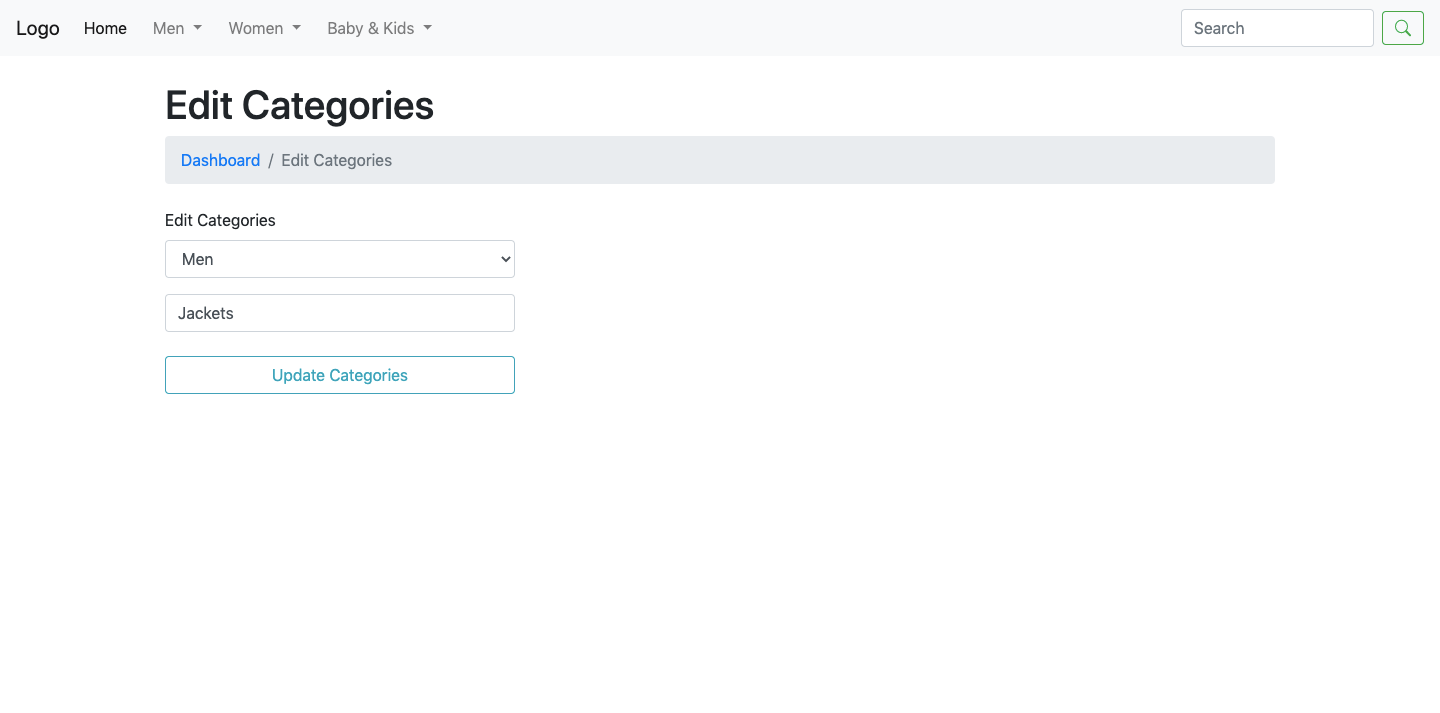 Logo Home Men Women Baby & Kids Search
Edit Categories
Dashboard / Edit Categories
Edit Categories
Men
Jackets
Update Categories